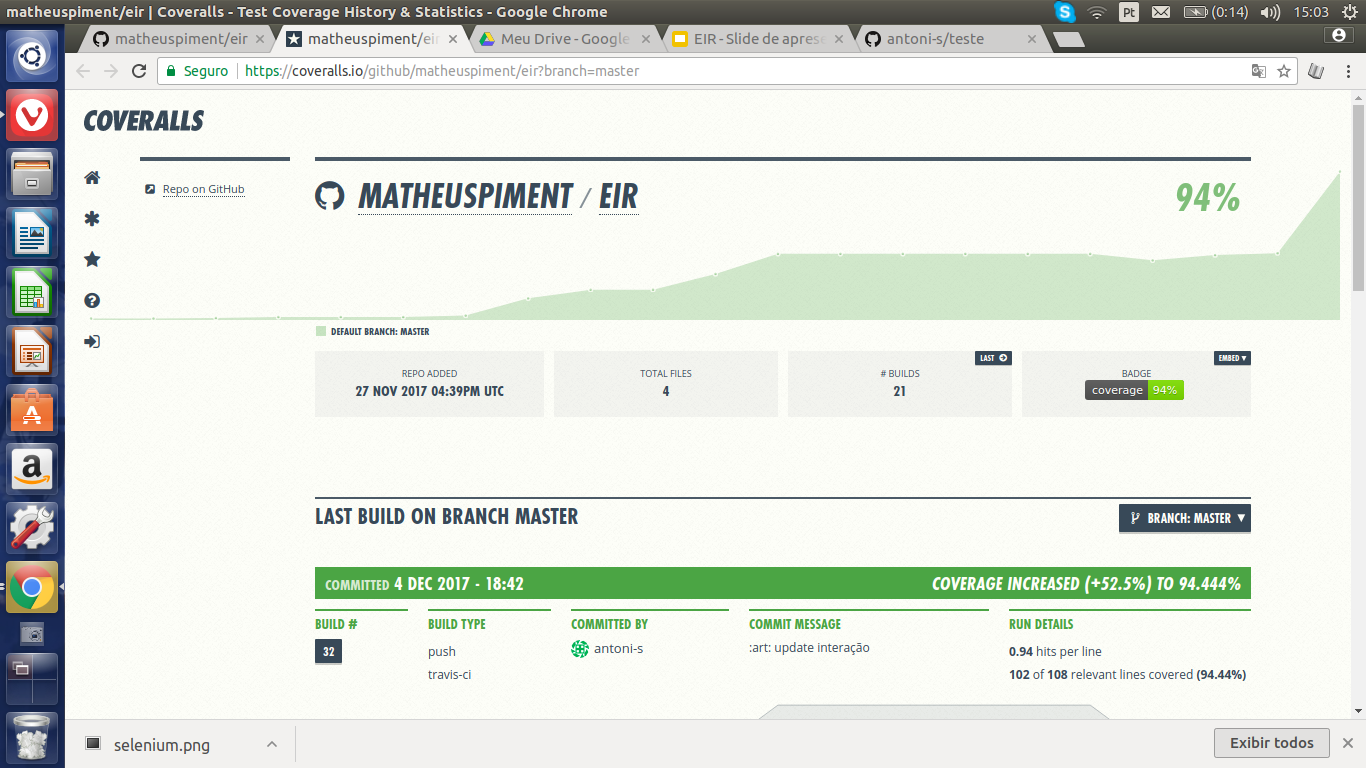 matheuspiment/eir | Coveralls - Test Coverage History & Statistics - Google Chrome
Pt
(0:14)
15:03
matheuspiment/eir
matheuspiment/eir
Meu Drive - Google
EIR - Slide de aprese
antoni-s/teste
Seguro
https://coveralls.io/github/matheuspiment/eir?branch=master
COVERALLS
Repo on GitHub
MATHEUSPIMENT / EIR
94%
DEFAULT BRANCH: MASTER
REPO ADDED
27 NOV 2017 04:39PM UTC
TOTAL FILES
4
LAST
# BUILDS
21
EMBED ▾
BADGE
coverage 94%
LAST BUILD ON BRANCH MASTER
BRANCH: MASTER ▼
COMMITTED 4 DEC 2017 - 18:42
COVERAGE INCREASED (+52.5%) TO 94.444%
BUILD #
32
BUILD TYPE
push
travis-ci
COMMITTED BY
antoni-s
COMMIT MESSAGE
:art: update interação
RUN DETAILS
0.94 hits per line
102 of 108 relevant lines covered (94.44%)
selenium.png
Exibir todos